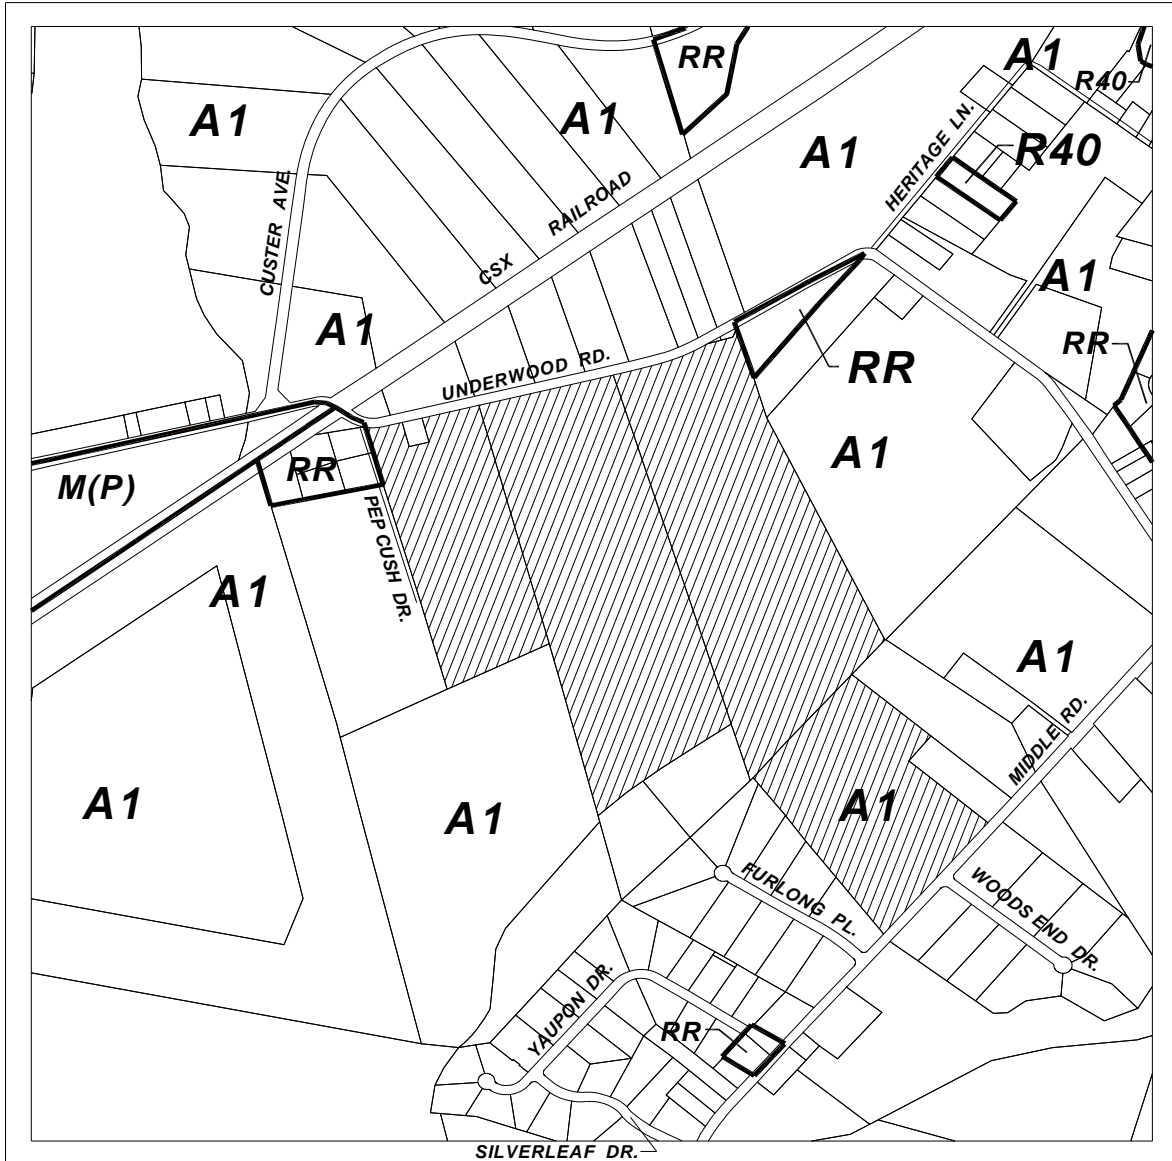 RR
A1
R40
A1
A1
A1
R40
HERITAGE LN.
RAILROAD
CUSTER AVE.
CSX
A1
A1
RR
UNDERWOOD RD.
RR
A1
RR
M(P)
PEP CUSH DR.
A1
A1
MIDDLE RD.
A1
A1
A1
FURLONG PL.
WOODS END DR.
YAUPON DR.
RR
SILVERLEAF DR.